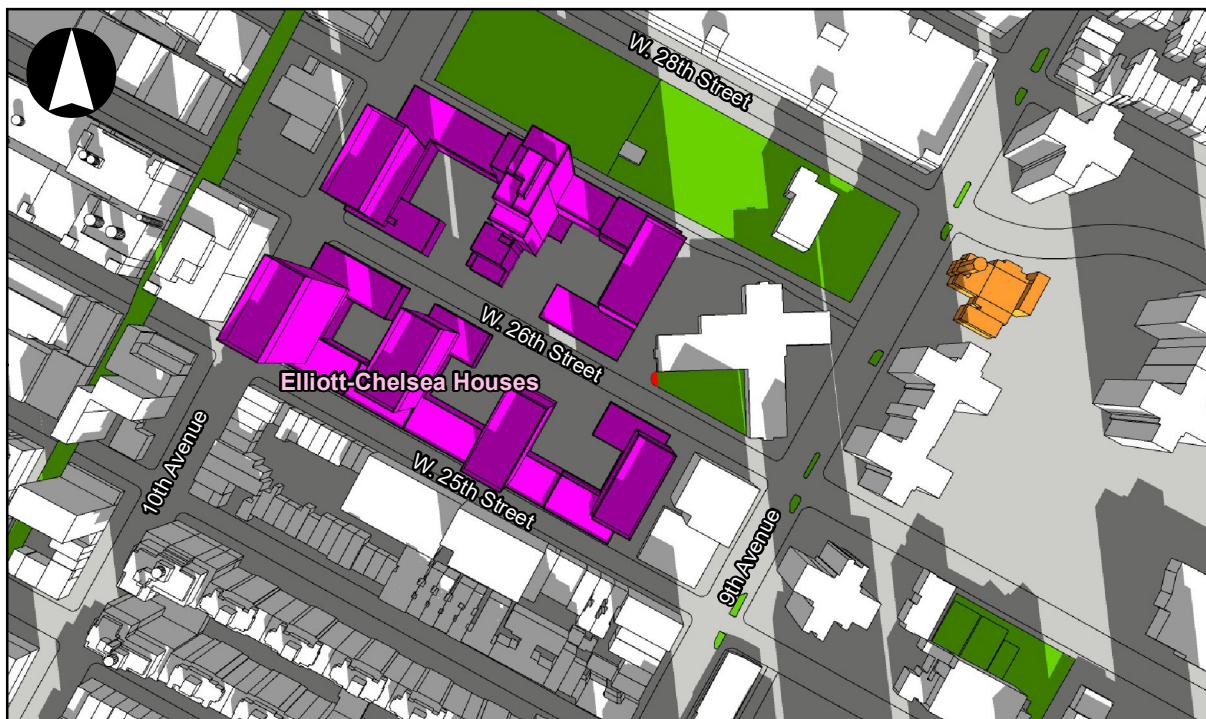 W. 28th Street
W. 26th Street
Elliott-Chelsea Houses
10th Avenue
W. 25th Street
9th Avenue